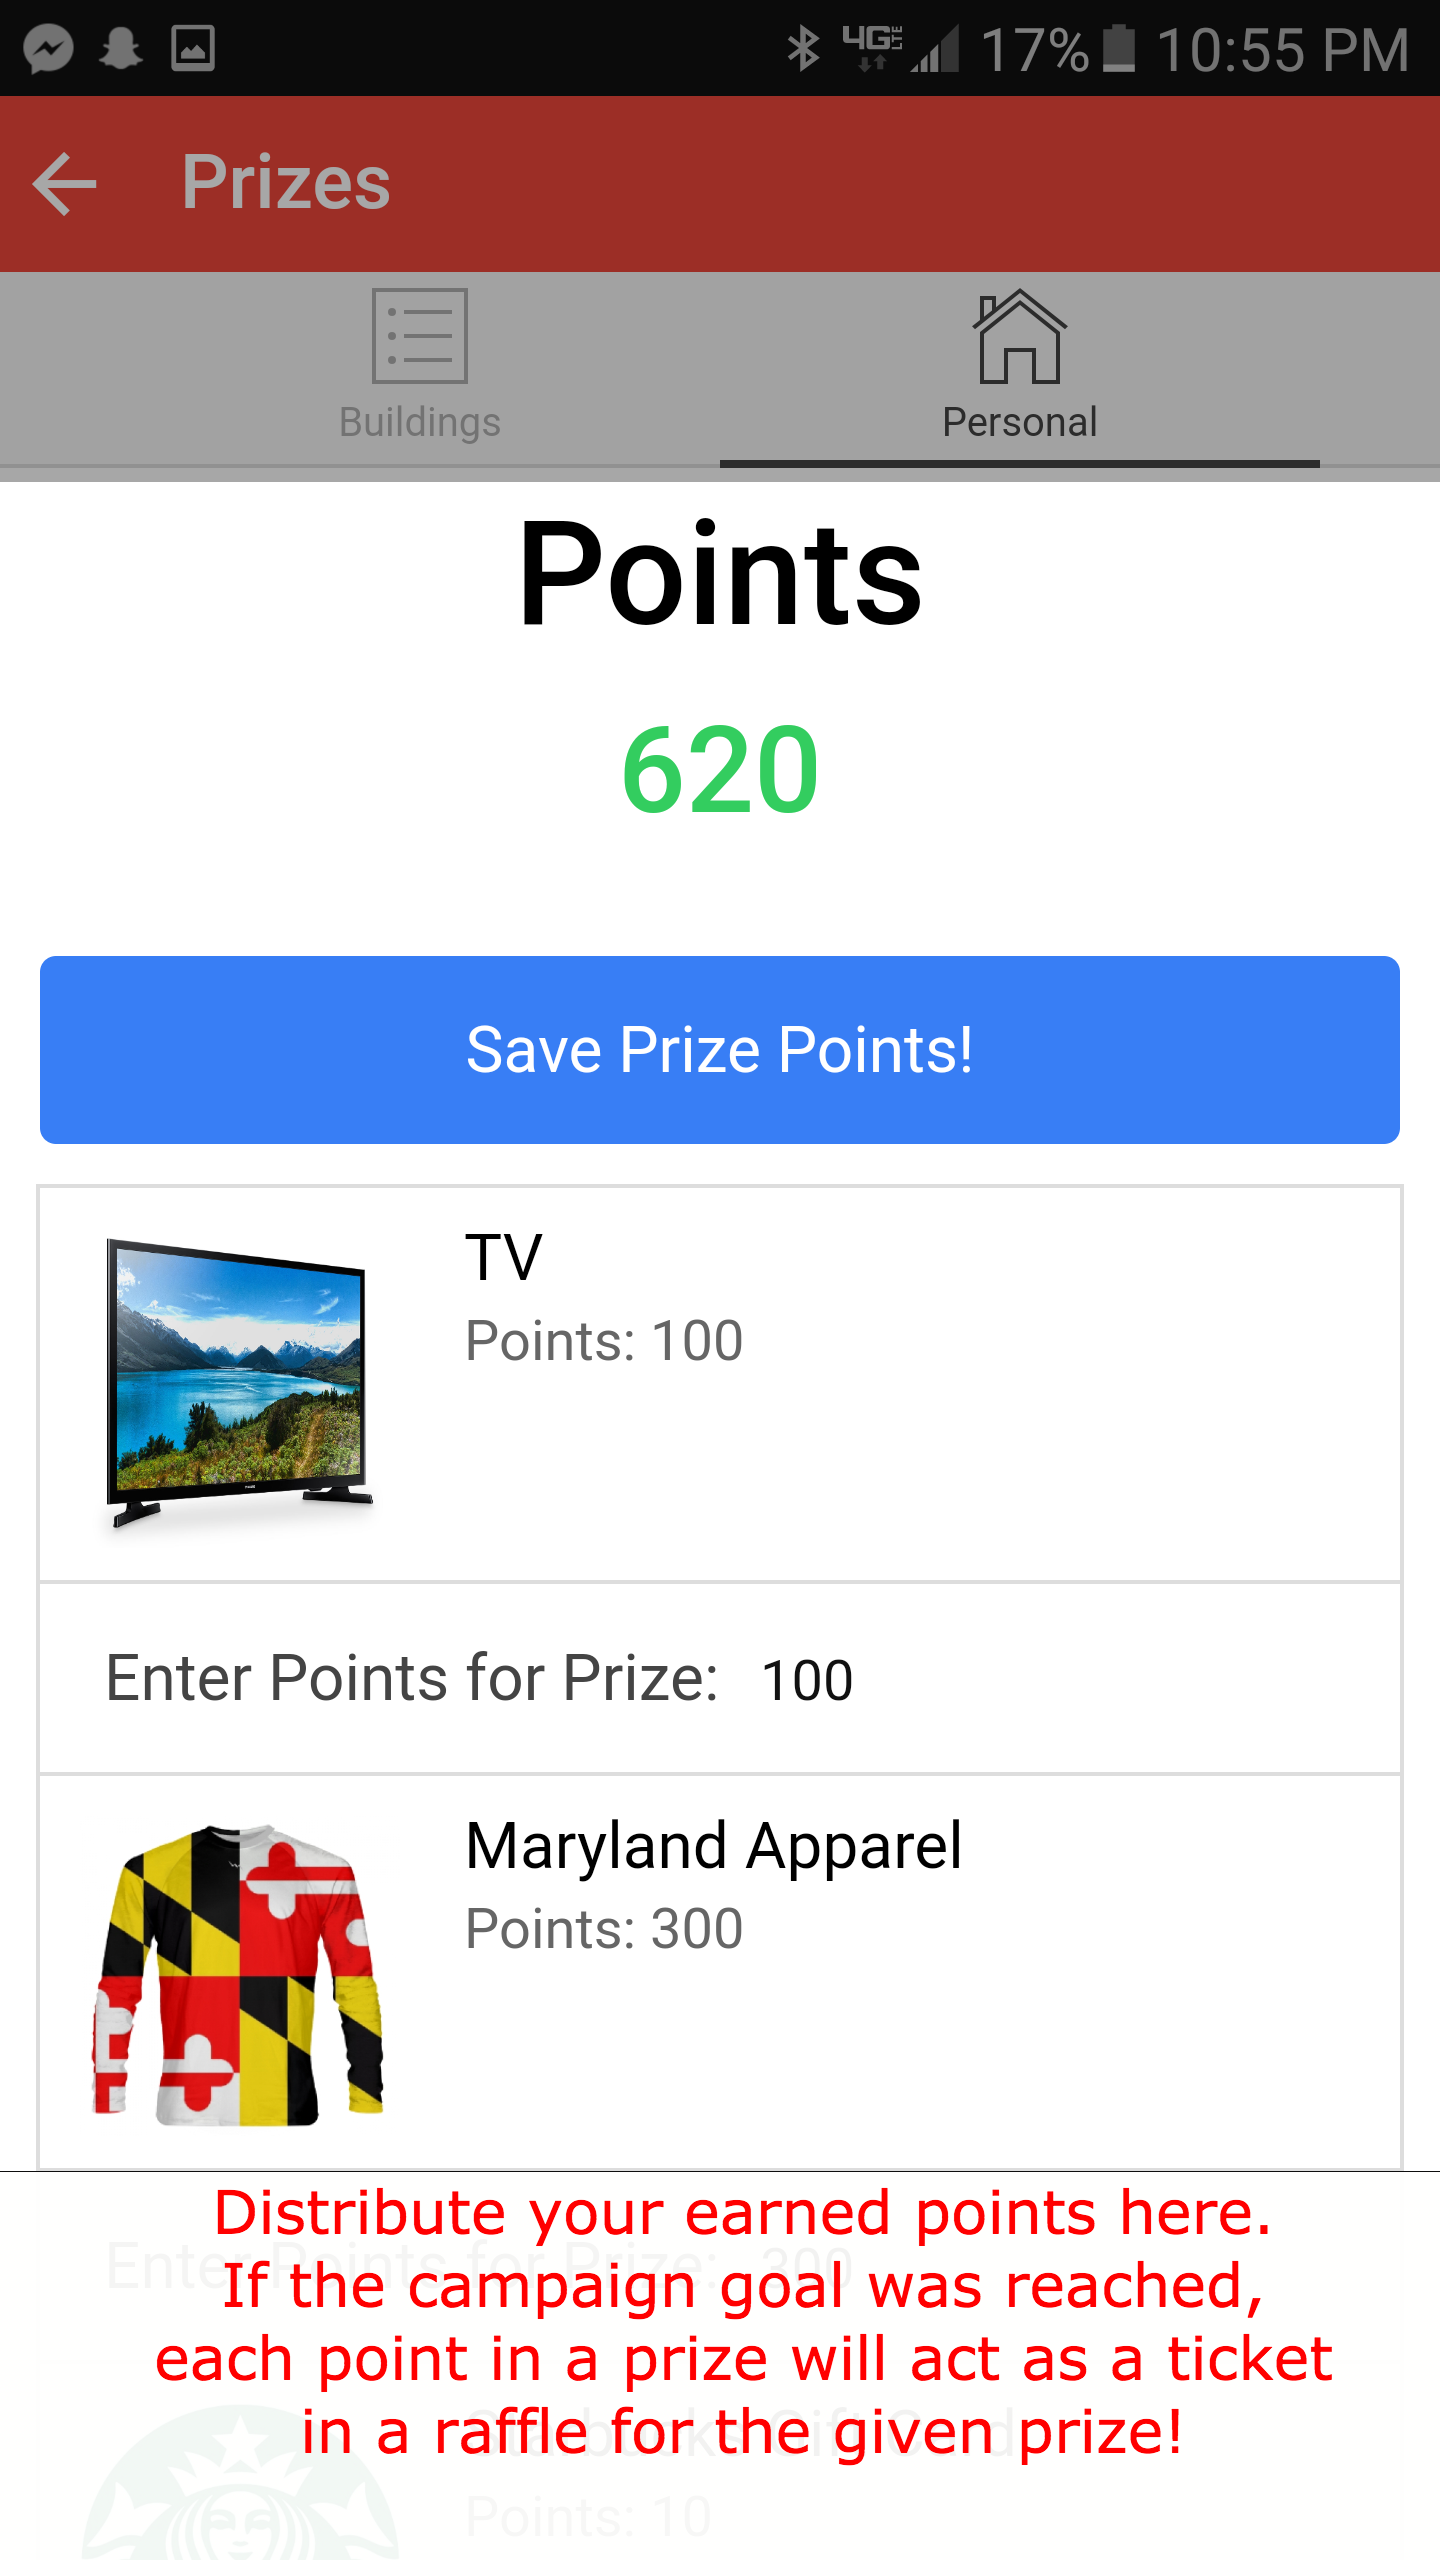 4G LTE 17% 10:55 PM
Prizes
Buildings
Personal
Points
620
Save Prize Points!
TV
Points: 100
Enter Points for Prize: 100
Maryland Apparel
Points: 300
Distribute your earned points here.
Enter Points for Prize: 300
If the campaign goal was reached,
each point in a prize will act as a ticket
in a raffle for the given prize!
Starbucks Gift Card
Points: 10